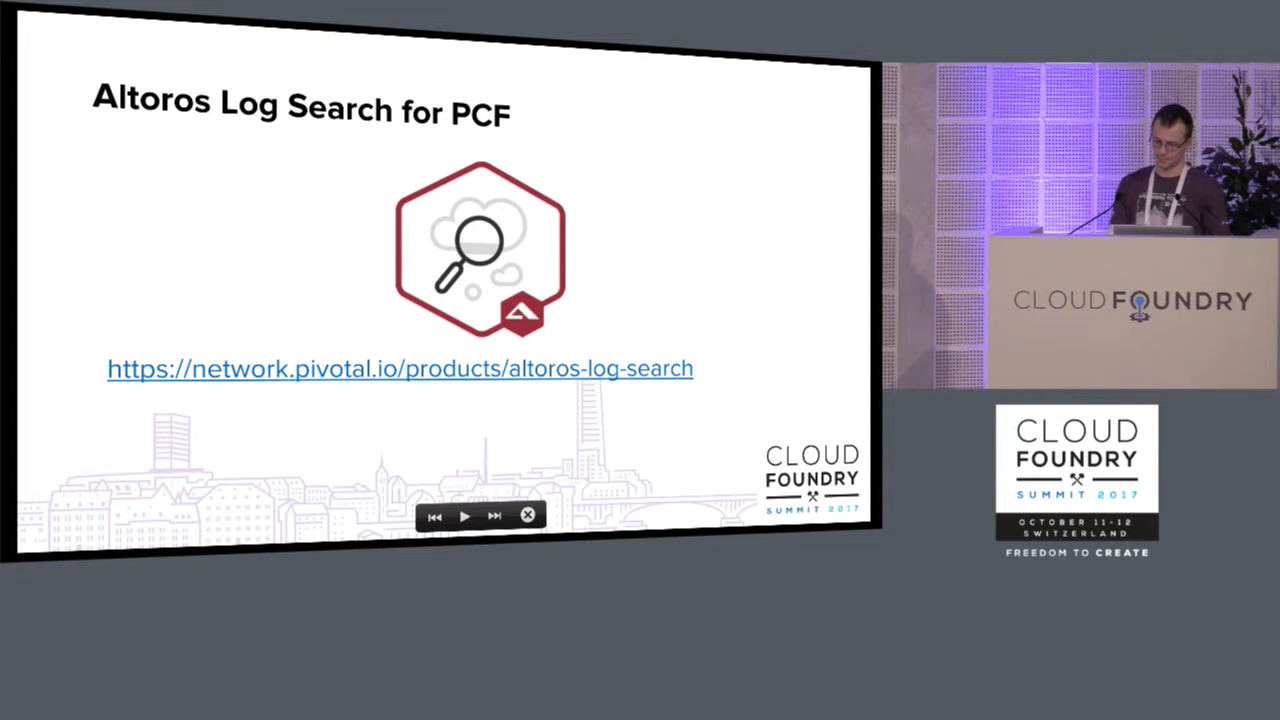 Altoros Log Search for PCF
https://network.pivotal.io/products/altoros-log-search
CLOUD
FOUNDRY
SUMMIT 2017
CLOUD FOUNDRY
CLOUD
FOUNDRY
SUMMIT 2017
OCTOBER 11-12
SWITZERLAND
FREEDOM TO CREATE